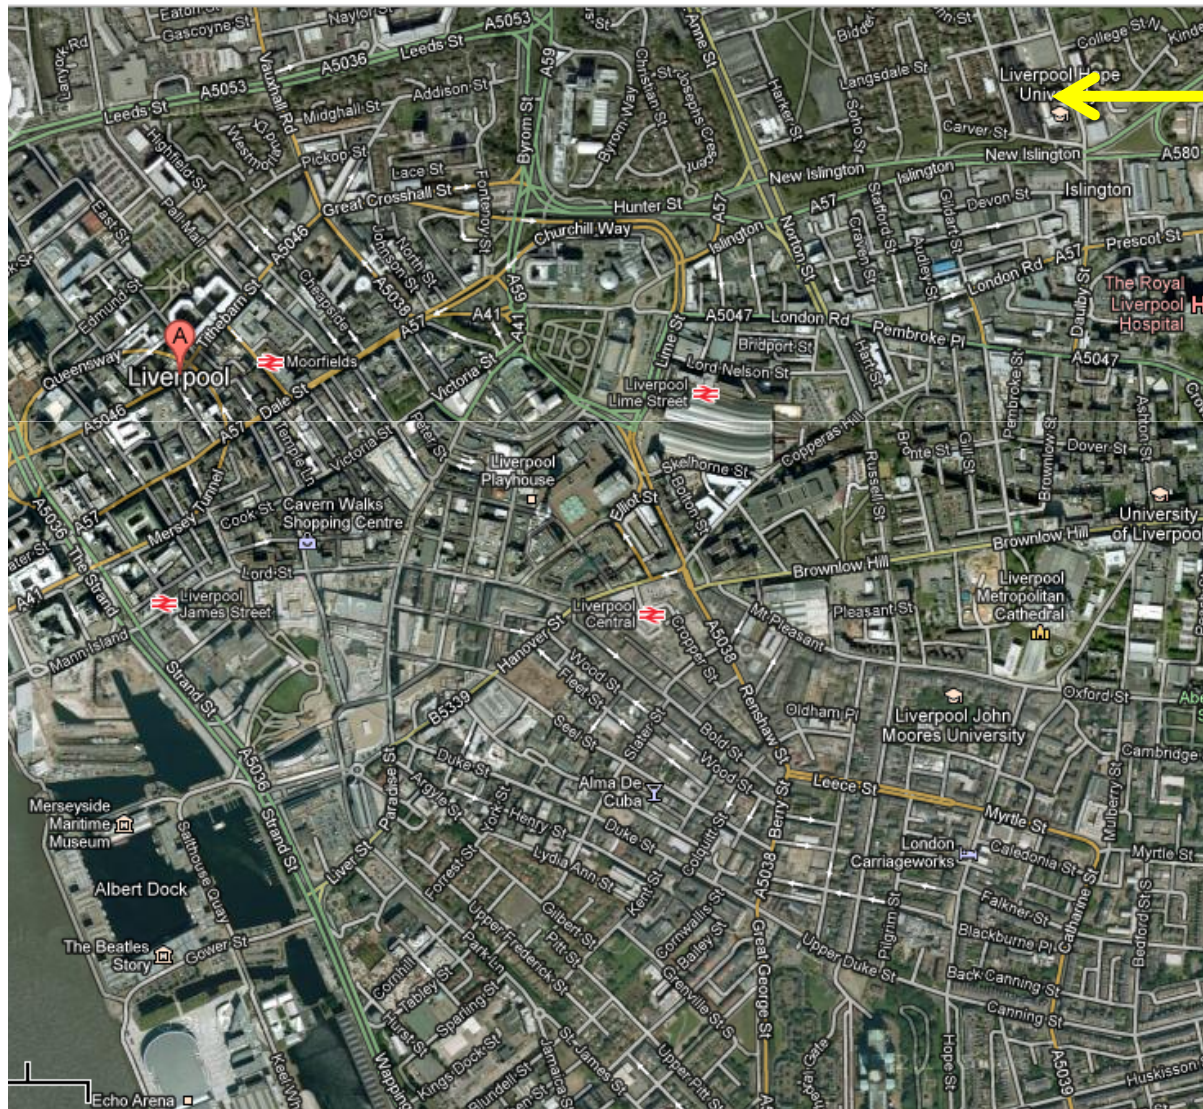 A5053
Leeds St
A5036
A5053
Leeds St
Eaton St
Gascoyne St
Naylor St
Lanyork Rd
Vauxhall Rd
Addison St
Midghall St
Highfield St
Pickop St
Lace St
Great Crosshall St
Fontenoy St
Byrom St
A59
Byrom Way
Christian St
St Josephs Cres
St Anne St
Harker St
Soho St
Langsdale St
College St N
Liverpool Hope
Carver St
New Islington
A580
New Islington
Islington
Islington
A57
Hunter St
Churchill Way
A57
Islington
Norton St
Stafford St
Craven St
Audley St
Gildart St
Devon St
London Rd
A57
Prescot St
Daulby St
The Royal
Liverpool
Hospital
H
East St
Pall Mall
Edmund St
A5046
Johnson St
North St
Cheapside
A5038
Tithebarn St
A57
A59
A41
A41
Lime St
A5047
London Rd
Pembroke Pl
A5047
Bridport St
Lord Nelson St
Hart St
Queensway
A
Liverpool
Moorfields
Dale St
Victoria St
Liverpool
Lime Street
Copperas Hill
Pembroke St
Ashton St
Dover St
Gill St
Bronte St
Russell St
Brownlow St
A5046
A57
Temple Ln
Victoria St
Peter St
Liverpool
Playhouse
Skelhorne St
Bolton St
Elliot St
Mersey Tunnel
Cook St
Cavern Walks
Shopping Centre
A5036
The Strand
A57
A41
Lord St
Brownlow Hill
Brownlow Hill
University
of Liverpool
Liverpool
James Street
Mann Island
Hanover St
Liverpool
Central
Cropper St
A5038
Mt Pleasant
Pleasant St
Liverpool
Metropolitan
Cathedral
Strand St
B5339
Wood St
Fleet St
Seel St
Slater St
Bold St
Wood St
Renshaw St
Oldham Pl
Liverpool John
Moores University
Oxford St
Cambridge
A5036
Strand St
Paradise St
Duke St
Argyle St
York St
Henry St
Duke St
Alma De
Cuba
Colquitt St
Berry St
Leece St
Myrtle St
Mulberry St
Myrtle St
Merseyside
Maritime
Museum
Salthouse Quay
Albert Dock
Liver St
Forrest St
Lydia Ann St
Kent St
A5038
London
Carriageworks
Caledonia St
Catharine St
Bedford St S
The Beatles
Story
Gower St
Upper Frederick St
Park Ln
Gilbert St
Pitt St
Cornwallis St
Bailey St
Great George St
Upper Duke St
Pilgrim St
Falkner St
Blackburne Pl
Back Canning St
Canning St
Cornhill
Tabley St
Sparling St
Hurst St
Grenville St S
St James St
Kings Dock St
Blundell St
Jamaica St
Upper Pitt St
Wapping
Hope St
A5039
Huskisson
Echo Arena